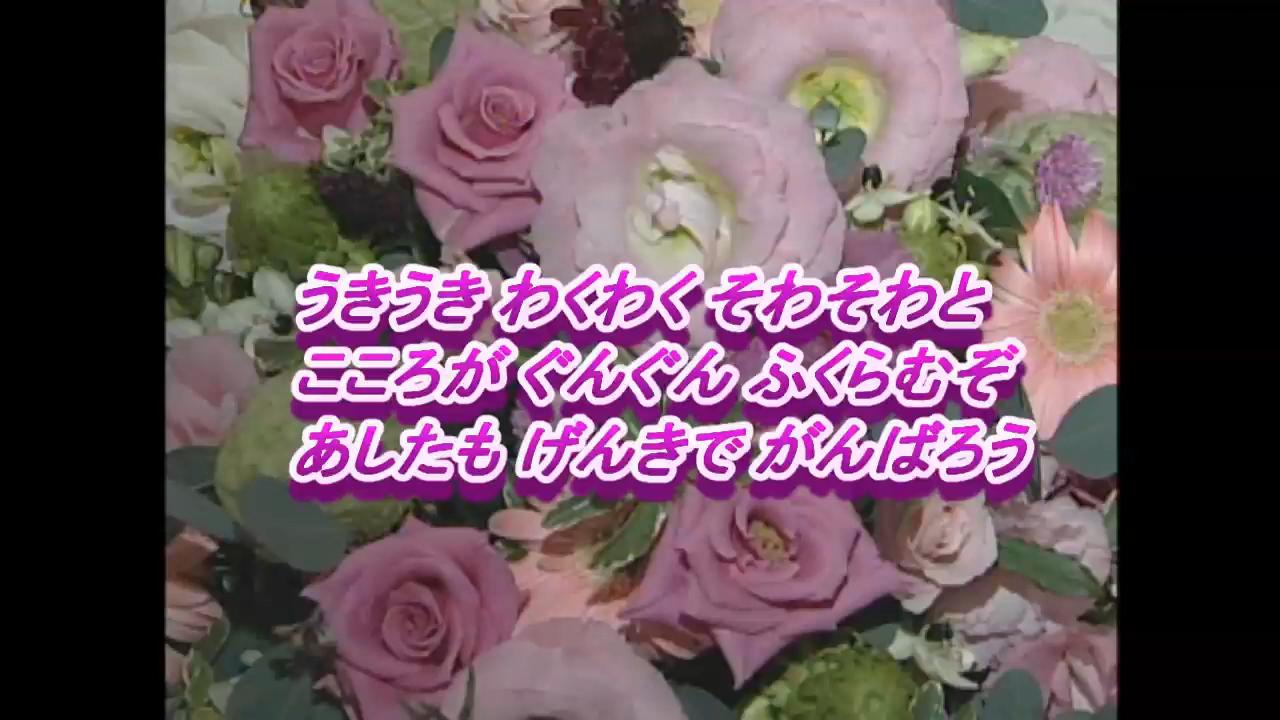 うきうき わくわく そわそわと
こころが ぐんぐん ふくらむぞ
あしたも げんきで がんばろう